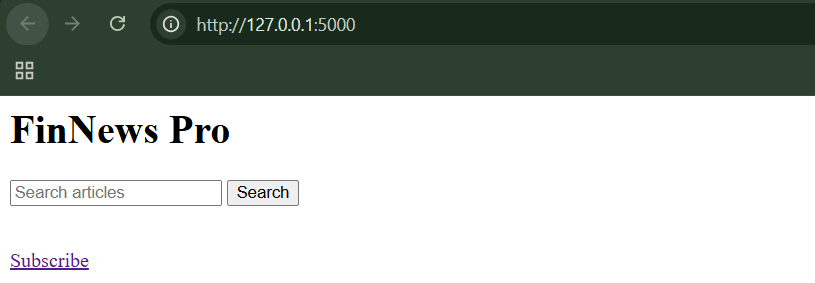 http://127.0.0.1:5000
FinNews Pro
Search articles Search
Subscribe